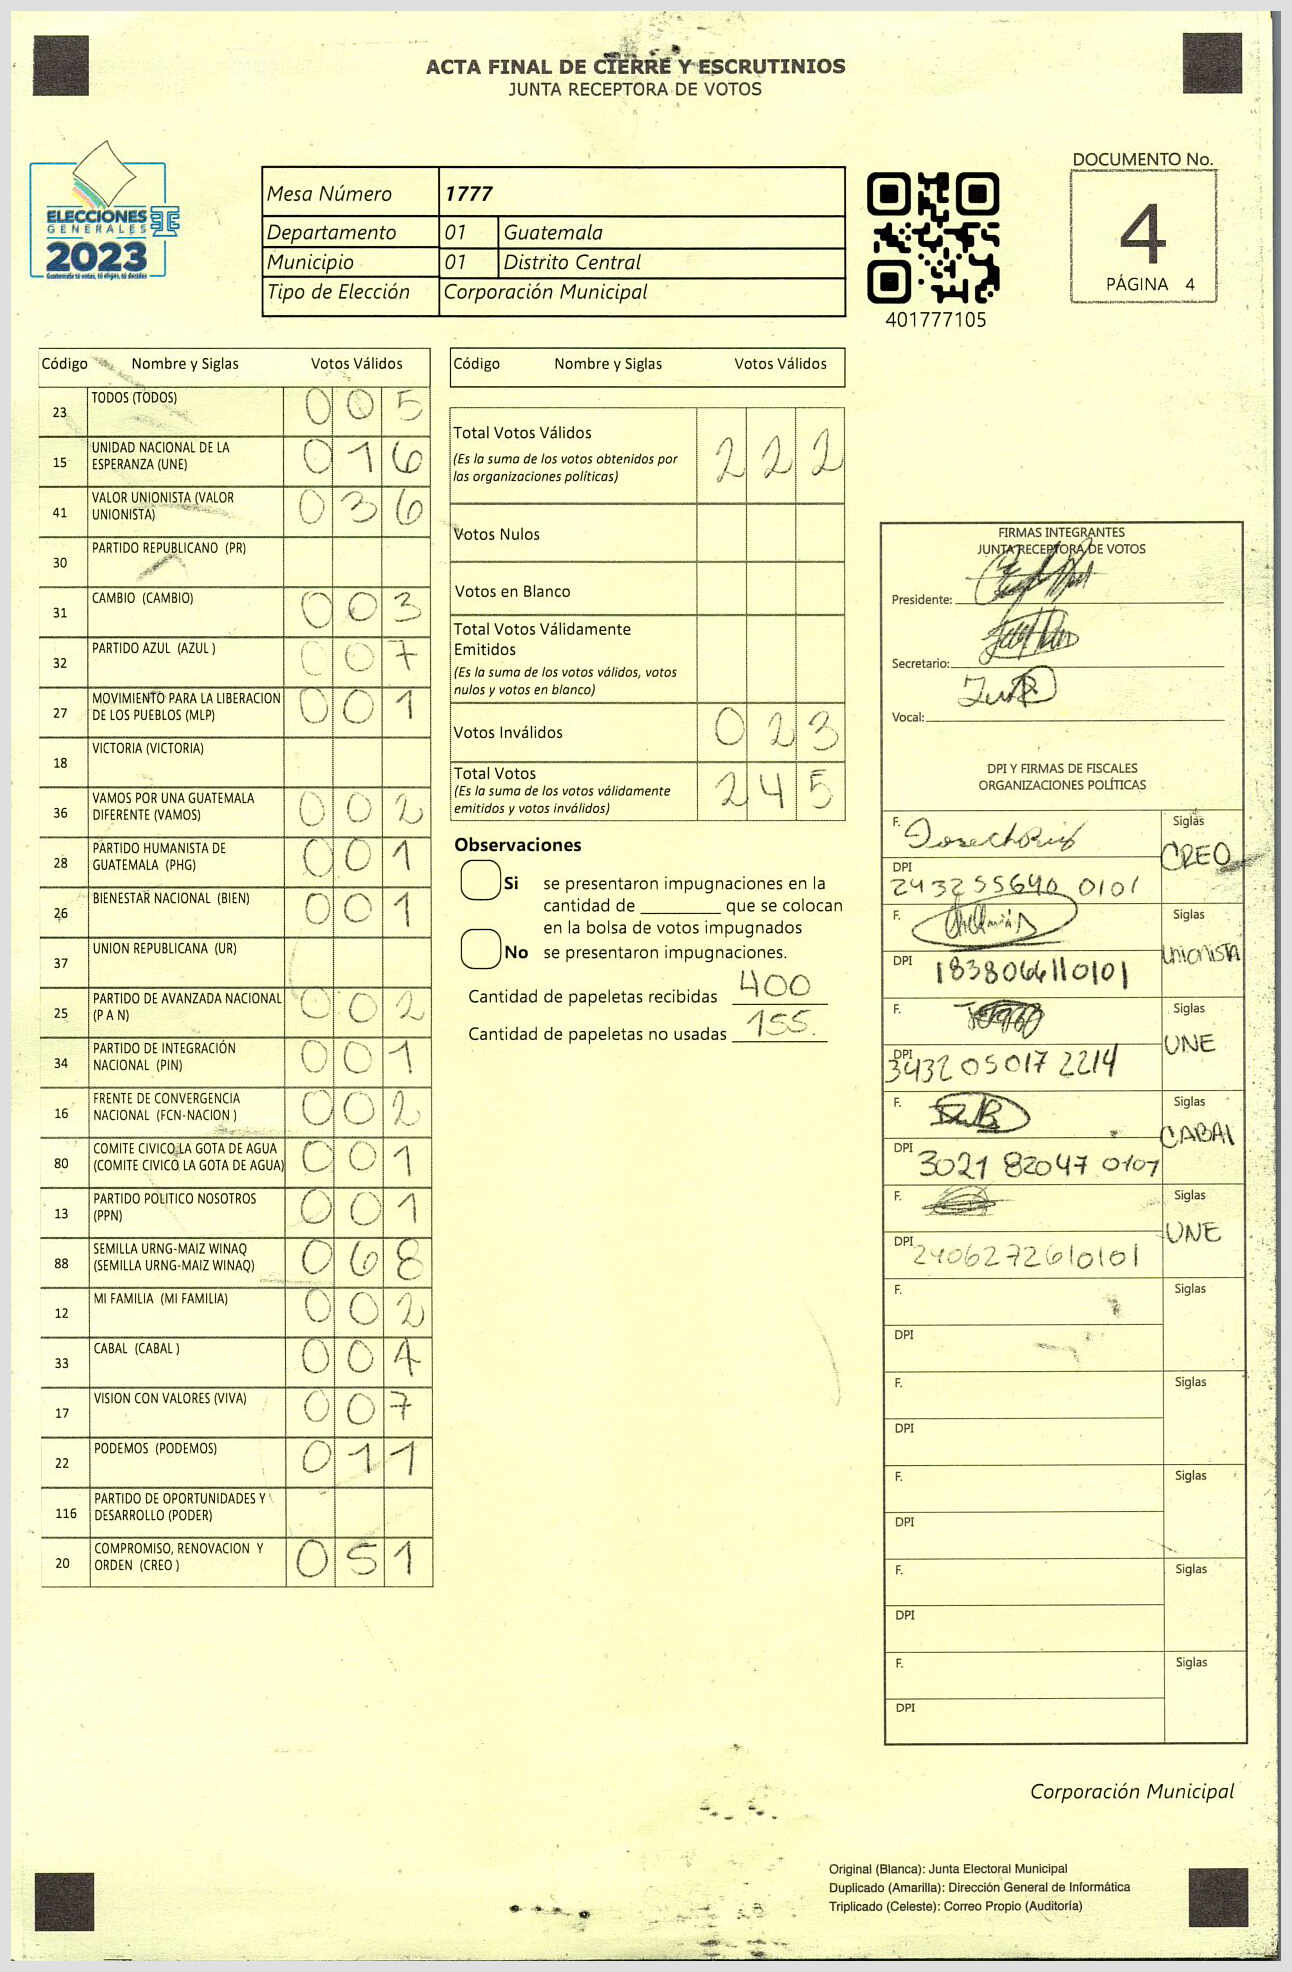 ACTA FINAL DE CIERRE Y ESCRUTINIOS
JUNTA RECEPTORA DE VOTOS
ELECCIONES
GENERALES
2023
Guatemala tú votas, tú eliges, tú decides
Mesa Número 1777
Departamento 01 Guatemala
Municipio 01 Distrito Central
Tipo de Elección Corporación Municipal
401777105
DOCUMENTO No.
4
PÁGINA 4
Código Nombre y Siglas Votos Válidos
23 TODOS (TODOS) 0 0 5
15 UNIDAD NACIONAL DE LA ESPERANZA (UNE) 0 1 6
41 VALOR UNIONISTA (VALOR UNIONISTA) 0 3 6
30 PARTIDO REPUBLICANO (PR)
31 CAMBIO (CAMBIO) 0 0 3
32 PARTIDO AZUL (AZUL ) 0 0 7
27 MOVIMIENTO PARA LA LIBERACION DE LOS PUEBLOS (MLP) 0 0 1
18 VICTORIA (VICTORIA)
36 VAMOS POR UNA GUATEMALA DIFERENTE (VAMOS) 0 0 2
28 PARTIDO HUMANISTA DE GUATEMALA (PHG) 0 0 1
26 BIENESTAR NACIONAL (BIEN) 0 0 1
37 UNION REPUBLICANA (UR)
25 PARTIDO DE AVANZADA NACIONAL (P A N) 0 0 2
34 PARTIDO DE INTEGRACIÓN NACIONAL (PIN) 0 0 1
16 FRENTE DE CONVERGENCIA NACIONAL (FCN-NACION ) 0 0 2
80 COMITE CIVICO LA GOTA DE AGUA (COMITE CIVICO LA GOTA DE AGUA) 0 0 1
13 PARTIDO POLITICO NOSOTROS (PPN) 0 0 1
88 SEMILLA URNG-MAIZ WINAQ (SEMILLA URNG-MAIZ WINAQ) 0 6 8
12 MI FAMILIA (MI FAMILIA) 0 0 2
33 CABAL (CABAL ) 0 0 4
17 VISION CON VALORES (VIVA) 0 0 7
22 PODEMOS (PODEMOS) 0 1 1
116 PARTIDO DE OPORTUNIDADES Y DESARROLLO (PODER)
20 COMPROMISO, RENOVACION Y ORDEN (CREO ) 0 5 1
Código Nombre y Siglas Votos Válidos
Total Votos Válidos 2 2 2
(Es la suma de los votos obtenidos por
las organizaciones políticas)
Votos Nulos
Votos en Blanco
Total Votos Válidamente
Emitidos
(Es la suma de los votos válidos, votos
nulos y votos en blanco)
Votos Inválidos 0 2 3
Total Votos 2 4 5
(Es la suma de los votos válidamente
emitidos y votos inválidos)
Observaciones
Si se presentaron impugnaciones en la
cantidad de ________ que se colocan
en la bolsa de votos impugnados
No se presentaron impugnaciones.
Cantidad de papeletas recibidas 400
Cantidad de papeletas no usadas 155.
FIRMAS INTEGRANTES
JUNTA RECEPTORA DE VOTOS
Presidente:
Secretario:
Vocal:
DPI Y FIRMAS DE FISCALES
ORGANIZACIONES POLÍTICAS
F. Siglas
CREO
DPI 2432 55640 0101
F. Siglas
Unionista
DPI 1838066110101
F. Siglas
UNE
DPI 3432 05017 2214
F. Siglas
CABAL
DPI 3021 82047 0107
F. Siglas
UNE
DPI 2406272610101
F. Siglas
DPI
F. Siglas
DPI
F. Siglas
DPI
F. Siglas
DPI
F. Siglas
DPI
Corporación Municipal
Original (Blanca): Junta Electoral Municipal
Duplicado (Amarilla): Dirección General de Informática
Triplicado (Celeste): Correo Propio (Auditoría)